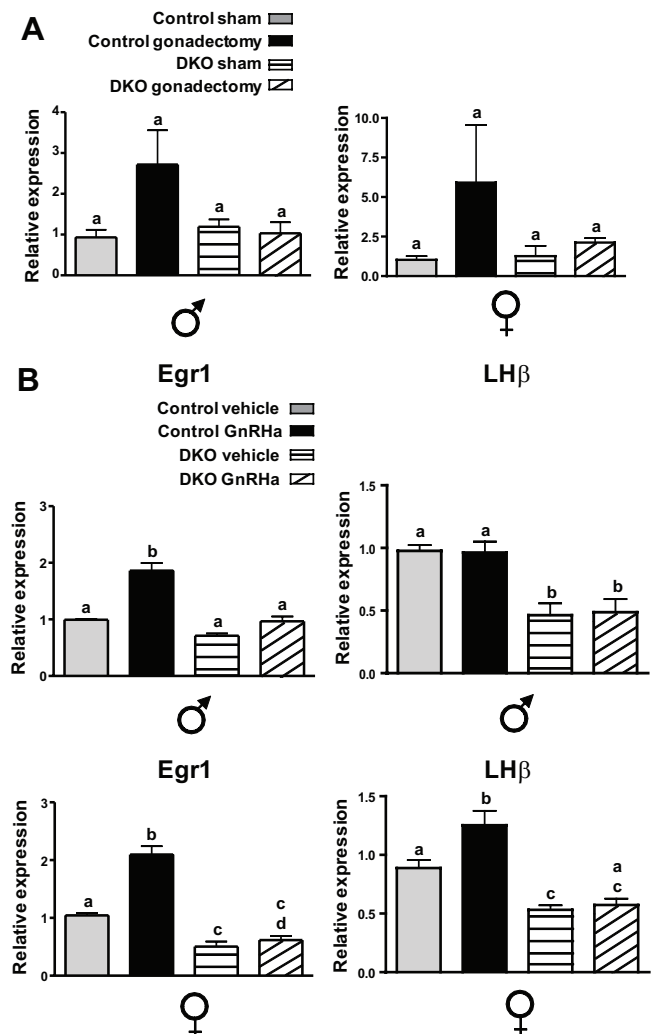 A
Control sham
Control gonadectomy
DKO sham
DKO gonadectomy
Relative expression
4
3
2
1
0
a
a
a
a
♂
Relative expression
10.0
7.5
5.0
2.5
0.0
a
a
a
a
♀
B
Egr1
LHβ
Control vehicle
Control GnRHa
DKO vehicle
DKO GnRHa
Relative expression
3
2
1
0
a
b
a
a
♂
Relative expression
1.5
1.0
0.5
0.0
a
a
b
b
♂
Egr1
LHβ
Relative expression
3
2
1
0
a
b
c
c
d
♀
Relative expression
1.5
1.0
0.5
0.0
a
b
c
a
c
♀